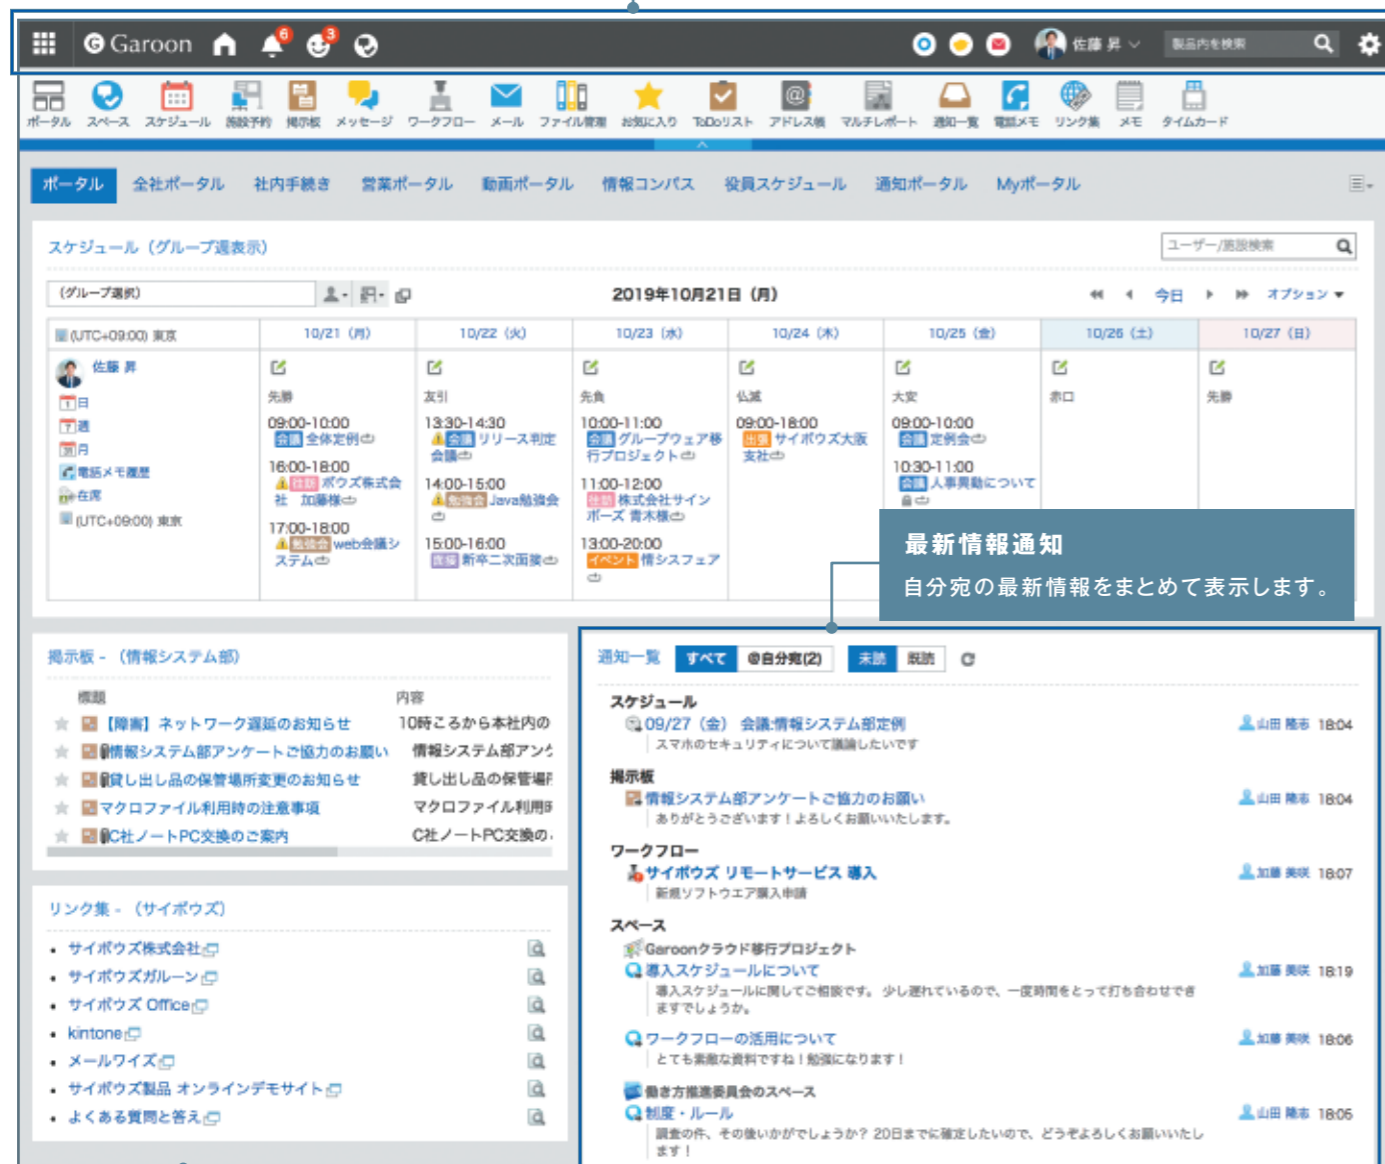 Garoon 6 3 佐藤 昇 製品内を検索
ポータル スペース スケジュール 施設予約 掲示板 メッセージ ワークフロー メール ファイル管理 お気に入り ToDoリスト アドレス帳 マルチレポート 通知一覧 電話メモ リンク集 メモ タイムカード
ポータル 全社ポータル 社内手続き 営業ポータル 動画ポータル 情報コンパス 役員スケジュール 通知ポータル Myポータル
スケジュール（グループ週表示） ユーザー/施設検索
(グループ選択) 2019年10月21日（月） 今日 オプション
(UTC+09:00) 東京 10/21（月） 10/22（火） 10/23（水） 10/24（木） 10/25（金） 10/26（土） 10/27（日）
佐藤 昇
日
週
月
電話メモ履歴
在席
(UTC+09:00) 東京
先勝
09:00-10:00
会議 全体定例
16:00-18:00
往訪 ボウズ株式会
社 加藤様
17:00-18:00
勉強会 web会議シ
ステム
友引
13:30-14:30
会議 リリース判定
会議
14:00-15:00
勉強会 Java勉強会
15:00-16:00
面接 新卒二次面接
先負
10:00-11:00
会議 グループウェア移
行プロジェクト
11:00-12:00
往訪 株式会社サイン
ボーズ 青木様
13:00-20:00
イベント 情シスフェア
仏滅
09:00-18:00
出張 サイボウズ大阪
支社
大安
09:00-10:00
会議 定例会
10:30-11:00
会議 人事異動について
赤口
先勝
最新情報通知
自分宛の最新情報をまとめて表示します。
掲示板 - （情報システム部）
標題 内容
【障害】ネットワーク遅延のお知らせ 10時ころから本社内の
情報システム部アンケートご協力のお願い 情報システム部アンケ
貸し出し品の保管場所変更のお知らせ 貸し出し品の保管場所
マクロファイル利用時の注意事項 マクロファイル利用時
C社ノートPC交換のご案内 C社ノートPC交換の
リンク集 - （サイボウズ）
• サイボウズ株式会社
• サイボウズガルーン
• サイボウズ Office
• kintone
• メールワイズ
• サイボウズ製品 オンラインデモサイト
• よくある質問と答え
通知一覧 すべて @自分宛(2) 未読 既読
スケジュール
09/27（金） 会議:情報システム部定例 山田 隆志 18:04
スマホのセキュリティについて議論したいです
掲示板
情報システム部アンケートご協力のお願い 山田 隆志 18:04
ありがとうございます！よろしくお願いいたします。
ワークフロー
サイボウズ リモートサービス 導入 加藤 美咲 18:07
新規ソフトウエア購入申請
スペース
Garoonクラウド移行プロジェクト
導入スケジュールについて 加藤 美咲 18:19
導入スケジュールに関してご相談です。 少し遅れているので、一度時間をとって打ち合わせでき
ますでしょうか。
ワークフローの活用について 加藤 美咲 18:06
とても素敵な資料ですね！勉強になります！
働き方推進委員会のスペース
制度・ルール 山田 隆志 18:05
調査の件、その後いかがでしょうか？ 20日までに確定したいので、どうぞよろしくお願いいたし
ます！